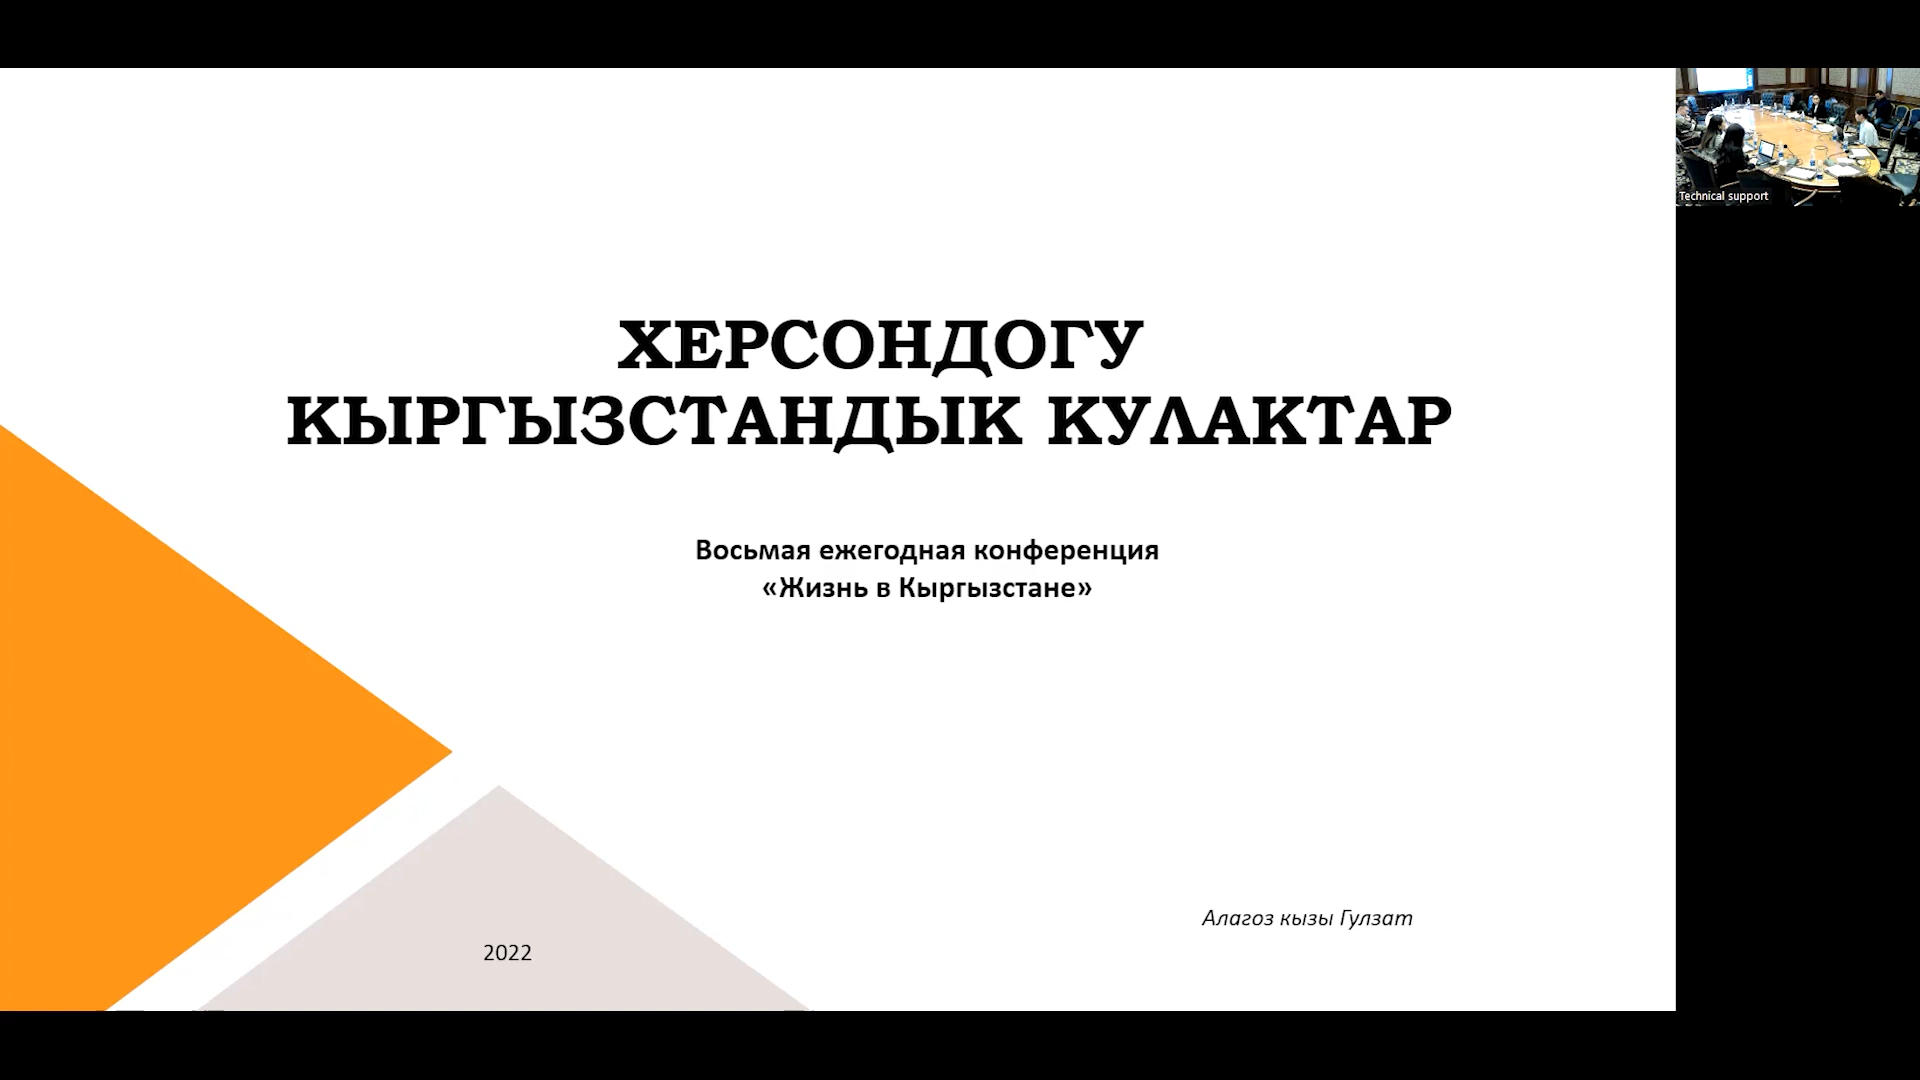 ХЕРСОНДОГУ
КЫРГЫЗСТАНДЫК КУЛАКТАР
Восьмая ежегодная конференция
«Жизнь в Кыргызстане»
Алагоз кызы Гулзат
2022
Technical support